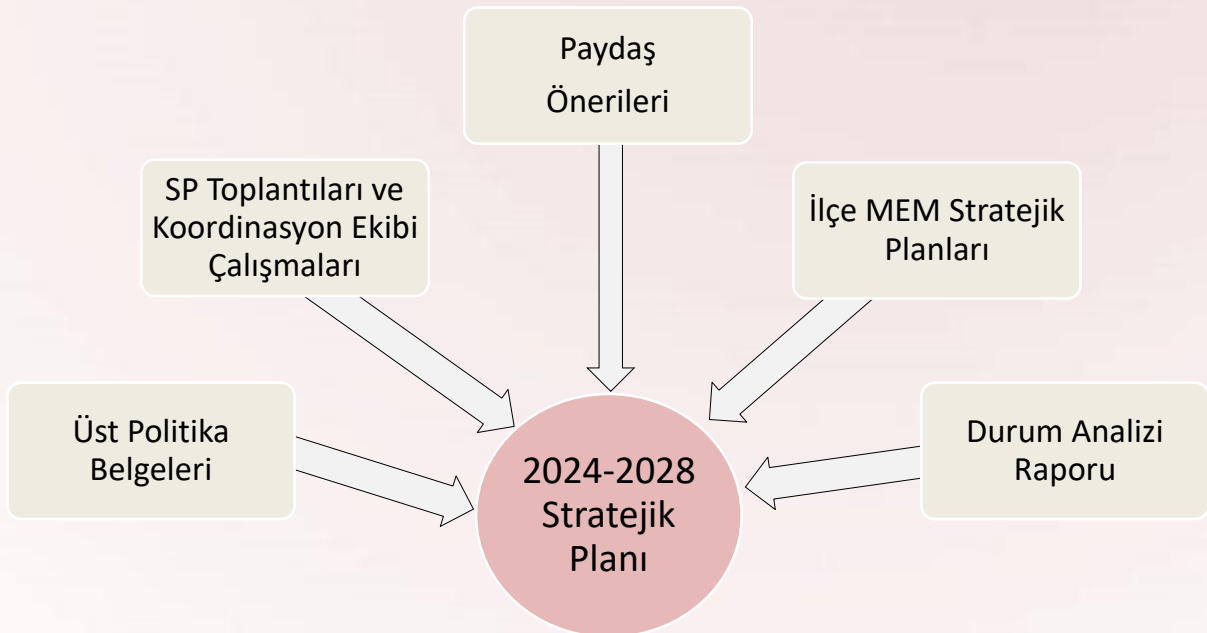 Paydaş
Önerileri
SP Toplantıları ve
Koordinasyon Ekibi
Çalışmaları
İlçe MEM Stratejik
Planları
Üst Politika
Belgeleri
2024-2028
Stratejik
Planı
Durum Analizi
Raporu